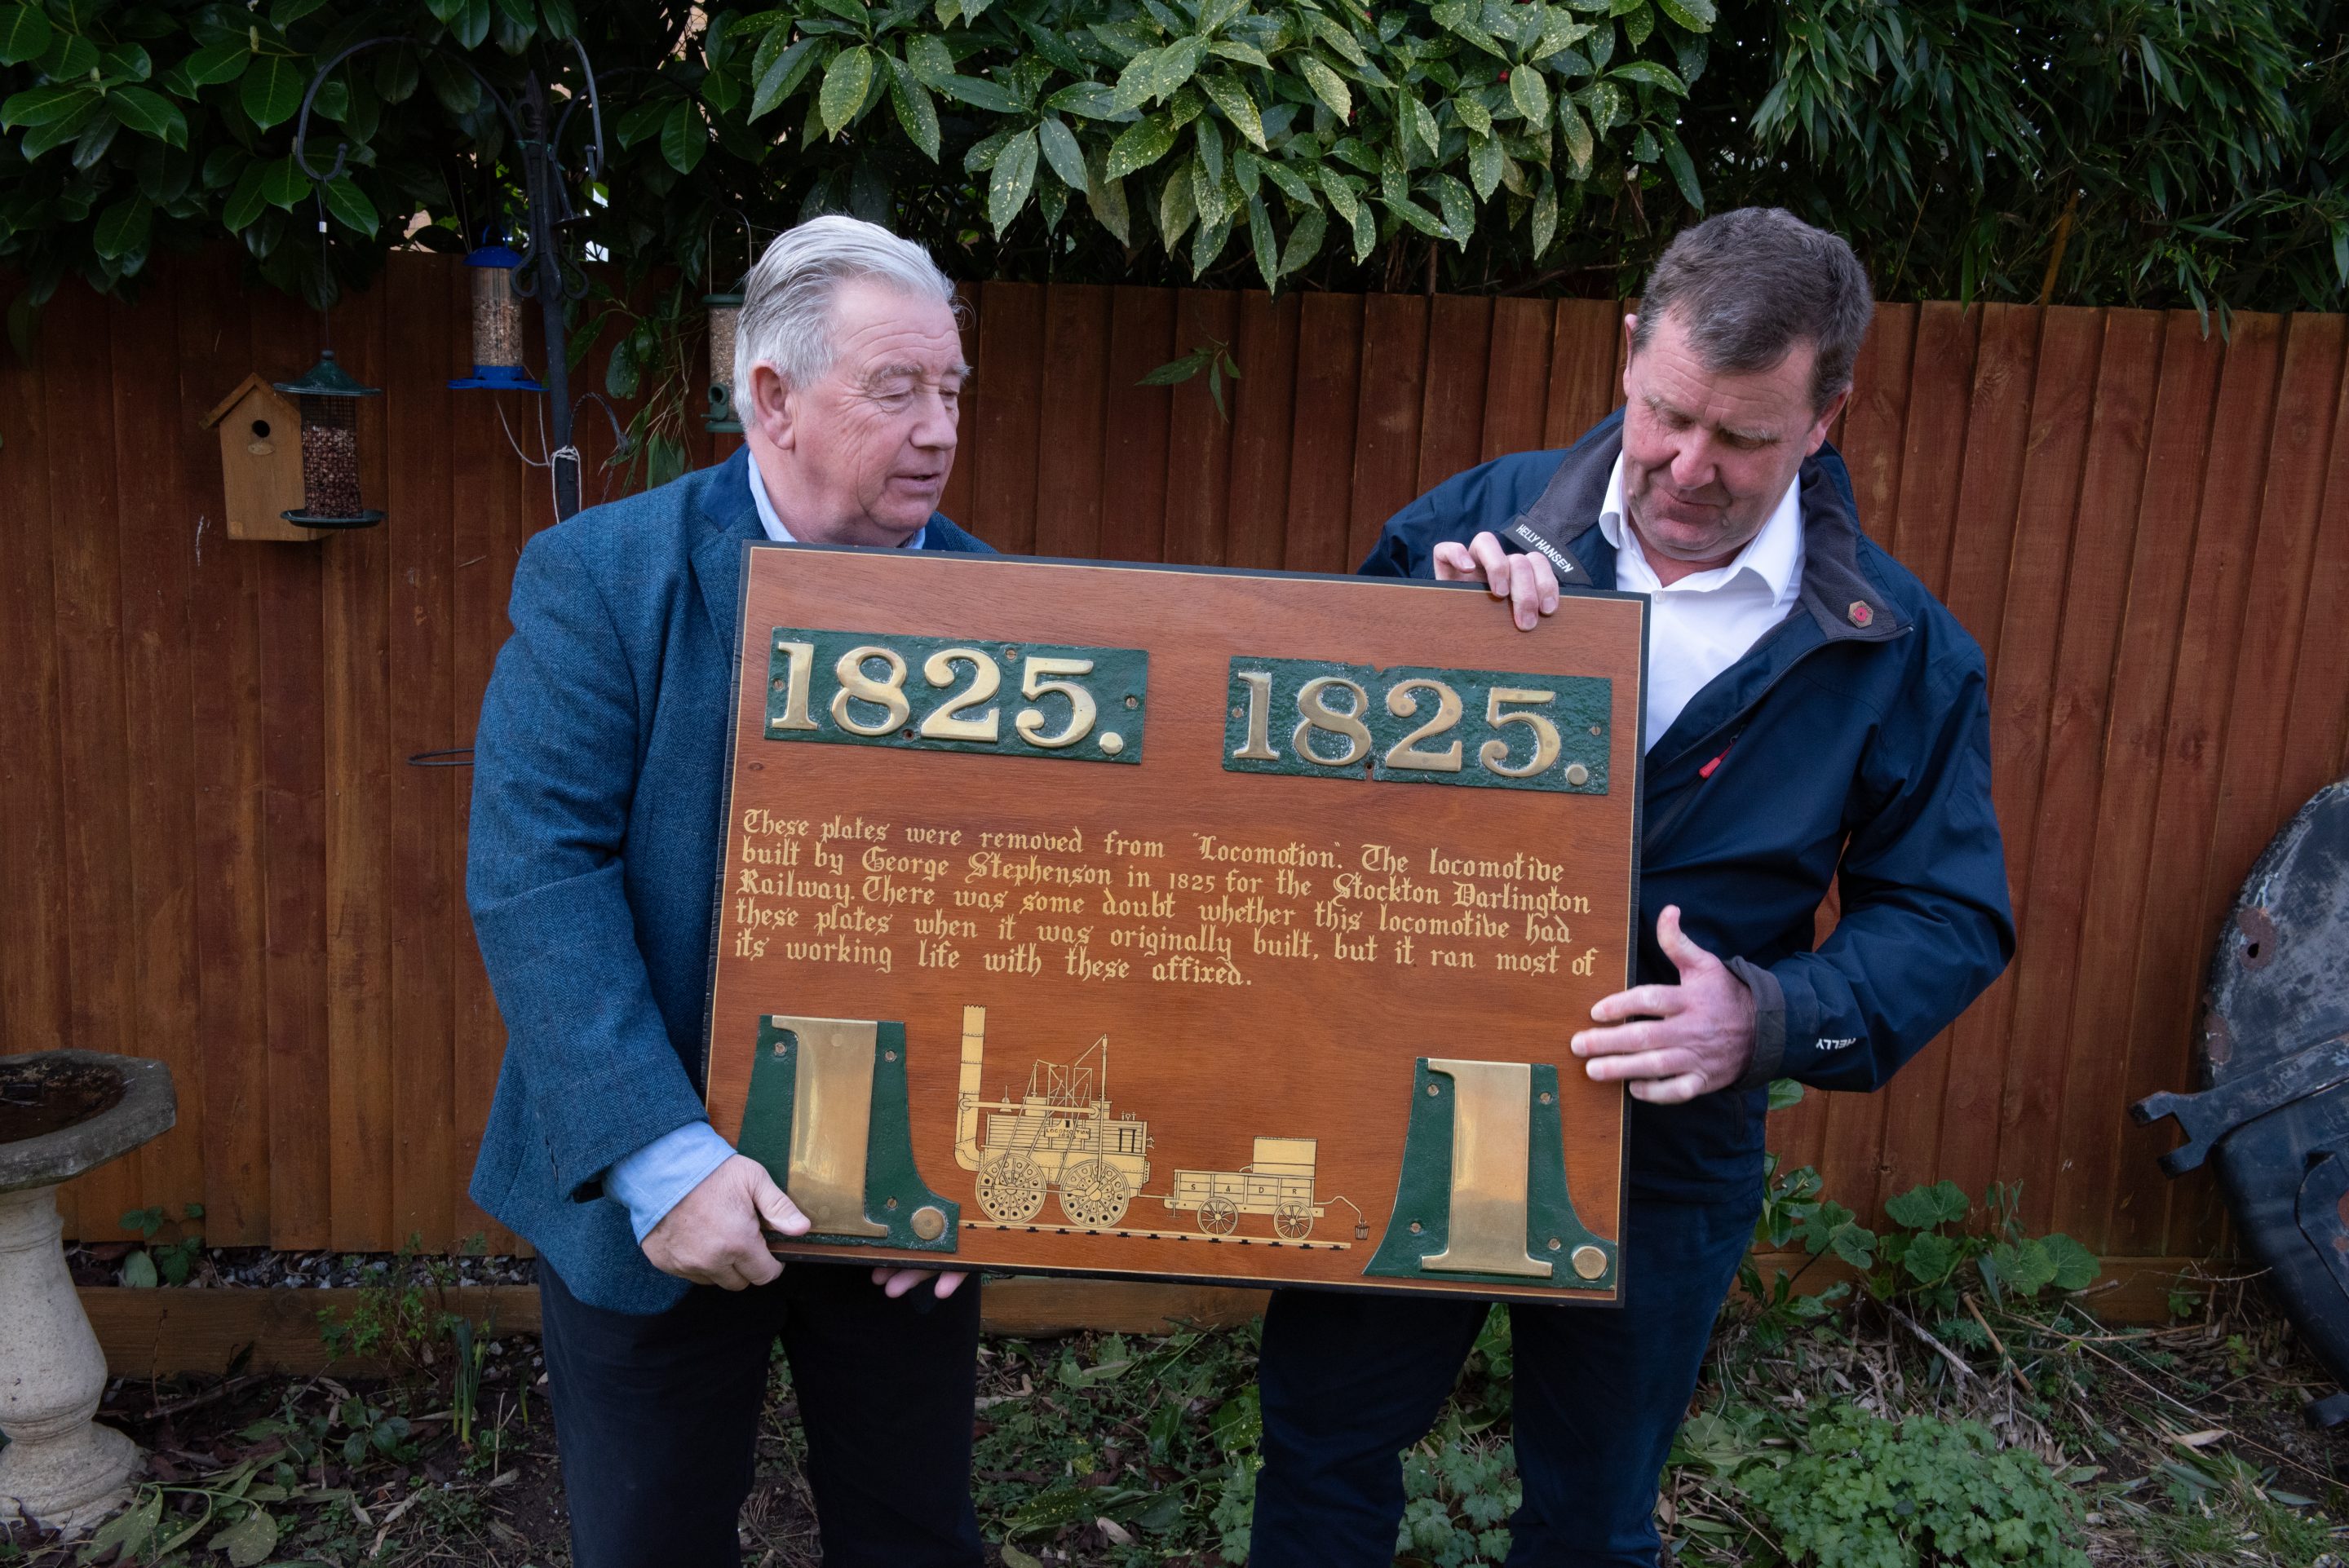 HELLY HANSEN
1825.
1825.
These plates were removed from "Locomotion". The locomotive
built by George Stephenson in 1825 for the Stockton Darlington
Railway. There was some doubt whether this locomotive had
these plates when it was originally built, but it ran most of
its working life with these affixed.
HELLY
1.
1.
LOCOMOTION
S & D R